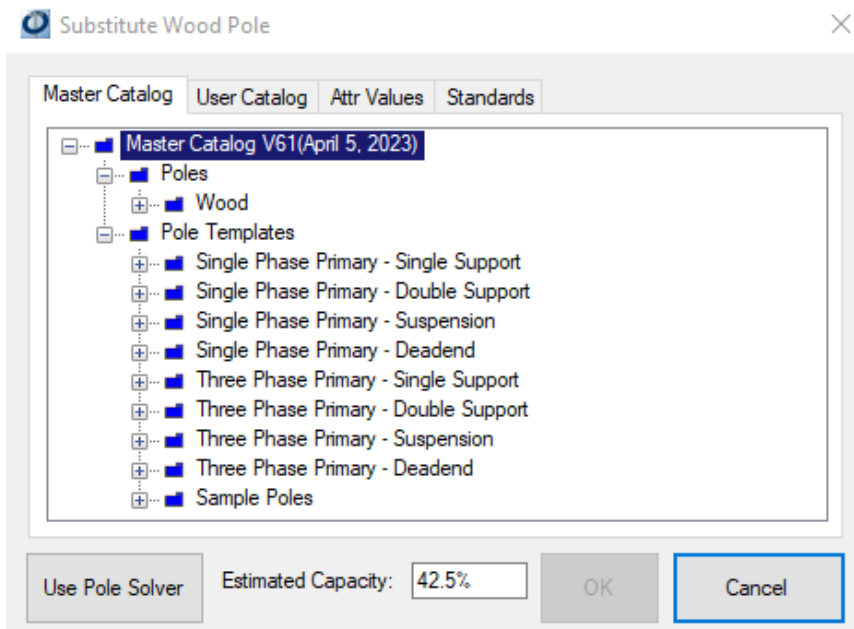 Substitute Wood Pole
Master Catalog User Catalog Attr Values Standards
Master Catalog V61(April 5, 2023)
Poles
Wood
Pole Templates
Single Phase Primary - Single Support
Single Phase Primary - Double Support
Single Phase Primary - Suspension
Single Phase Primary - Deadend
Three Phase Primary - Single Support
Three Phase Primary - Double Support
Three Phase Primary - Suspension
Three Phase Primary - Deadend
Sample Poles
Use Pole Solver Estimated Capacity: 42.5% OK Cancel